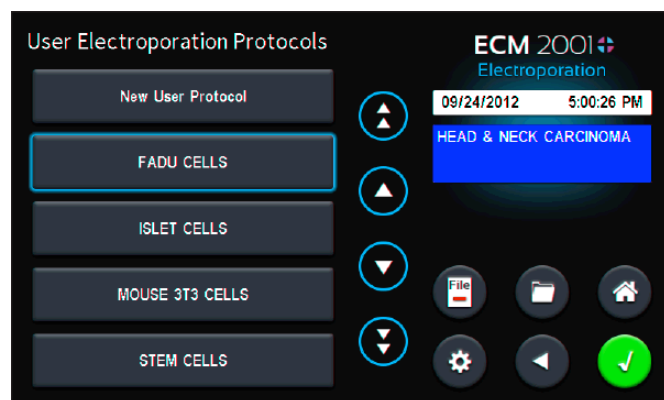 User Electroporation Protocols
New User Protocol
FADU CELLS
ISLET CELLS
MOUSE 3T3 CELLS
STEM CELLS
ECM 2001+
Electroporation
09/24/2012 5:00:26 PM
HEAD & NECK CARCINOMA
File